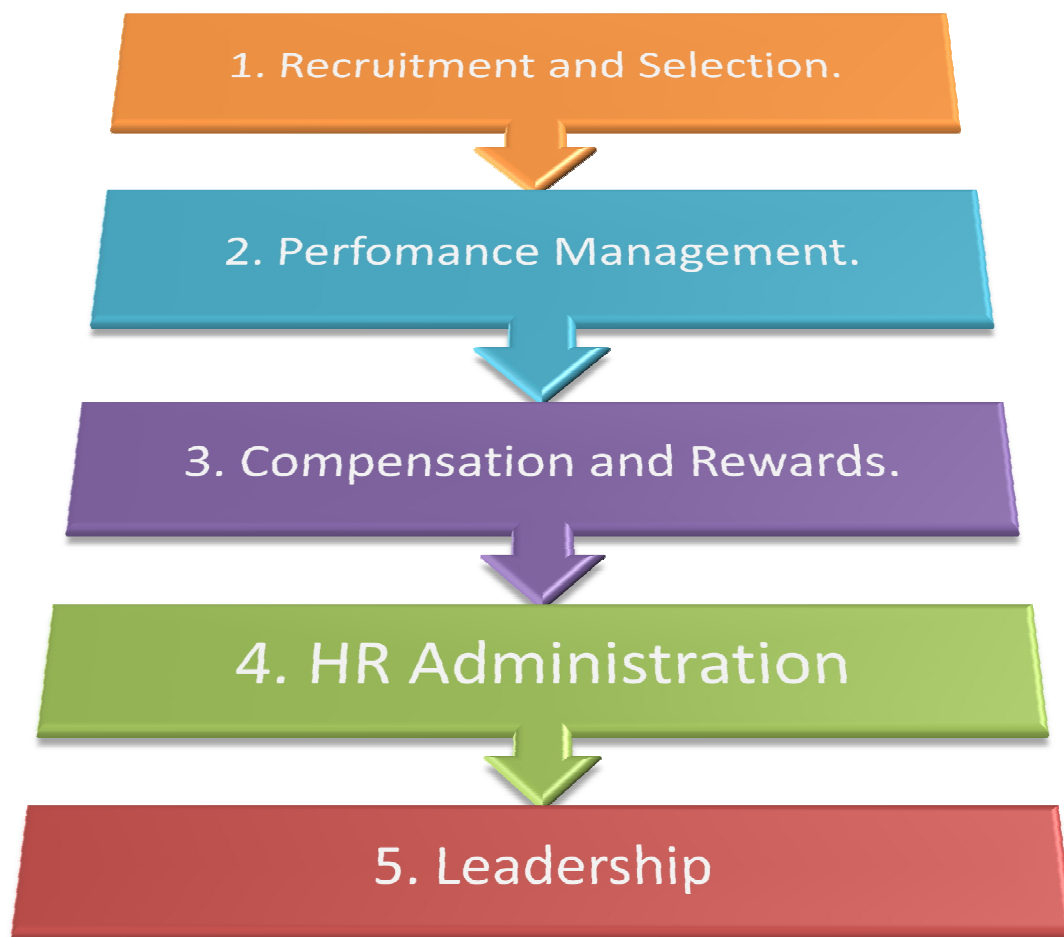 1. Recruitment and Selection.
2. Perfomance Management.
3. Compensation and Rewards.
4. HR Administration
5. Leadership